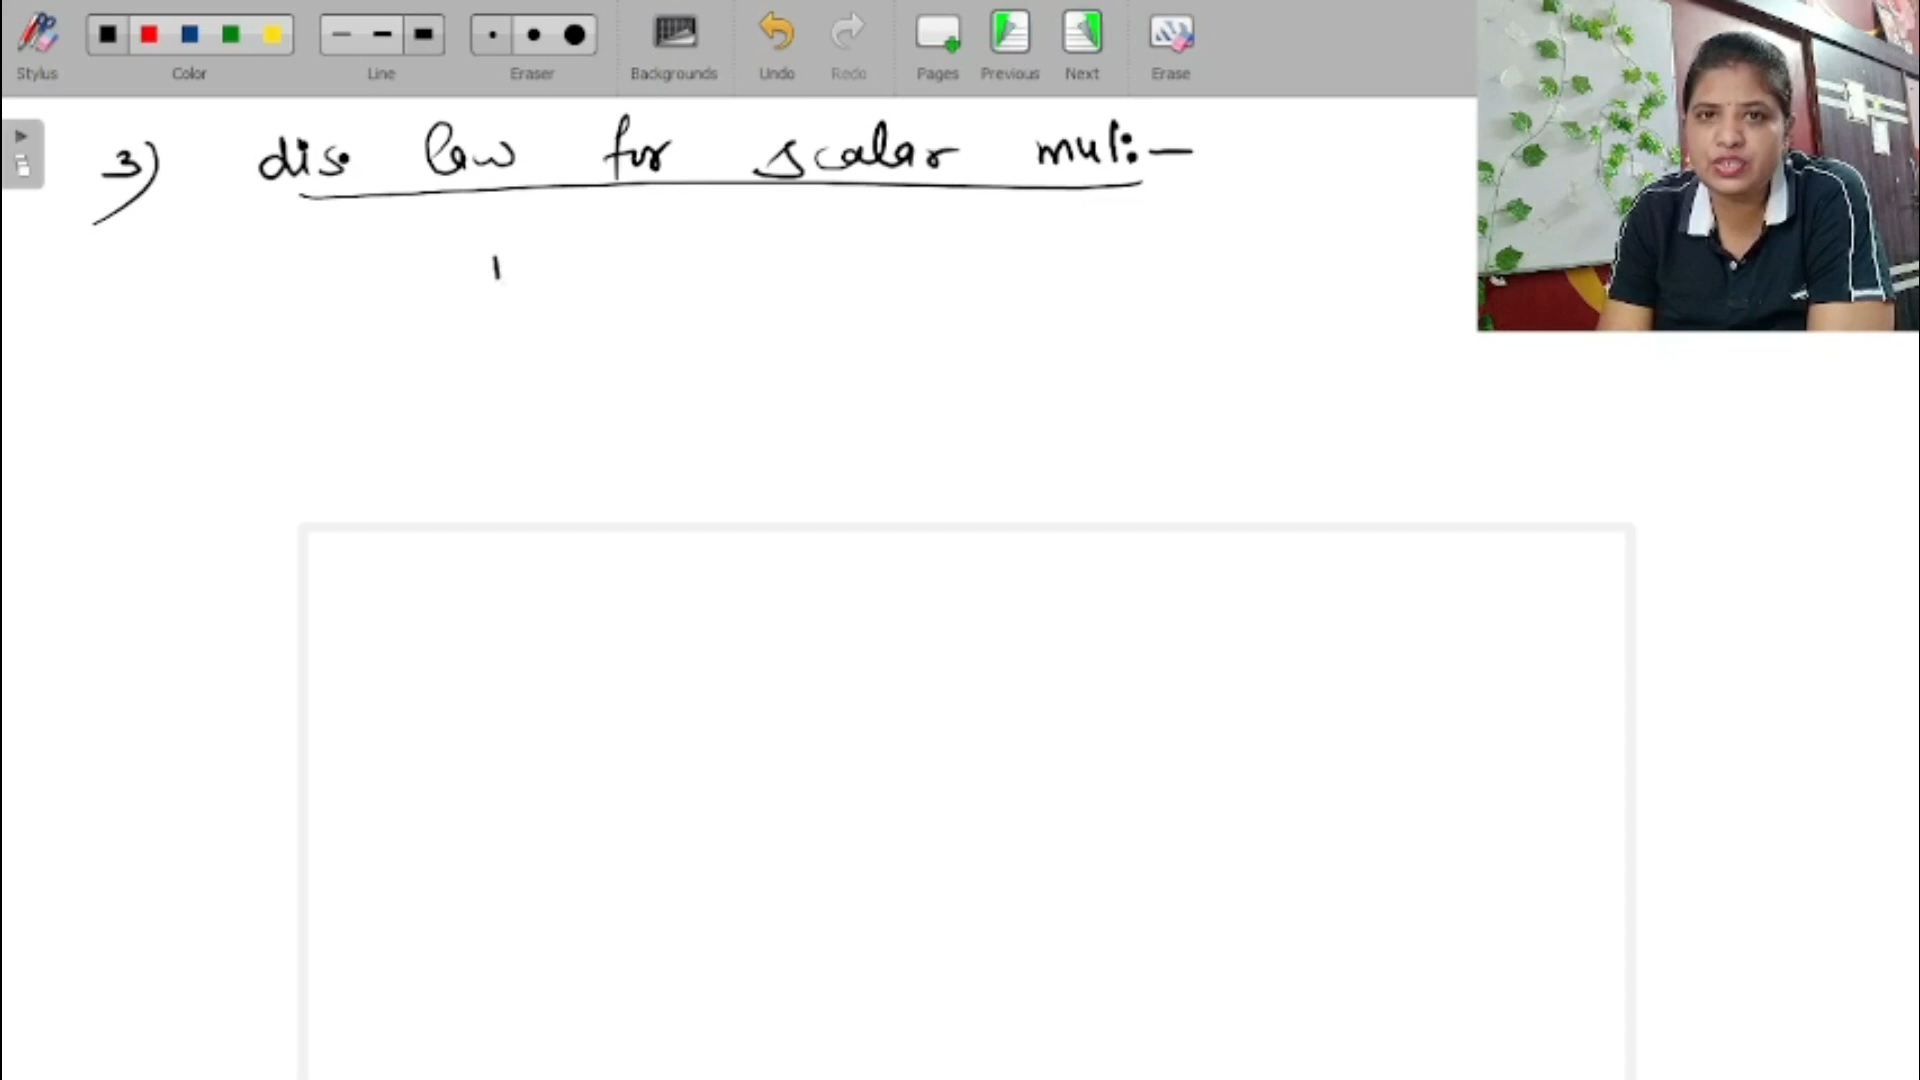 Stylus Color Line Eraser Backgrounds Undo Redo Pages Previous Next Erase
3) dis. law for scalar mul:-